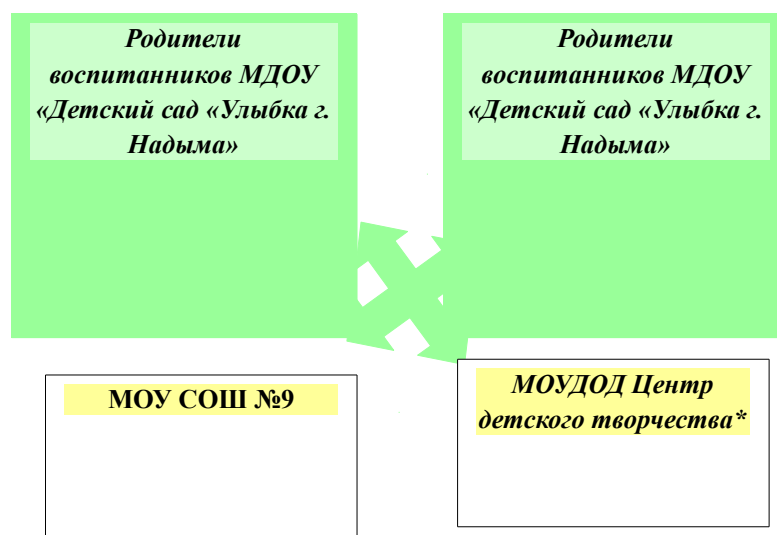 Родители
воспитанников МДОУ
«Детский сад «Улыбка г.
Надыма»
Родители
воспитанников МДОУ
«Детский сад «Улыбка г.
Надыма»
МОУ СОШ №9
МОУДОД Центр
детского творчества*